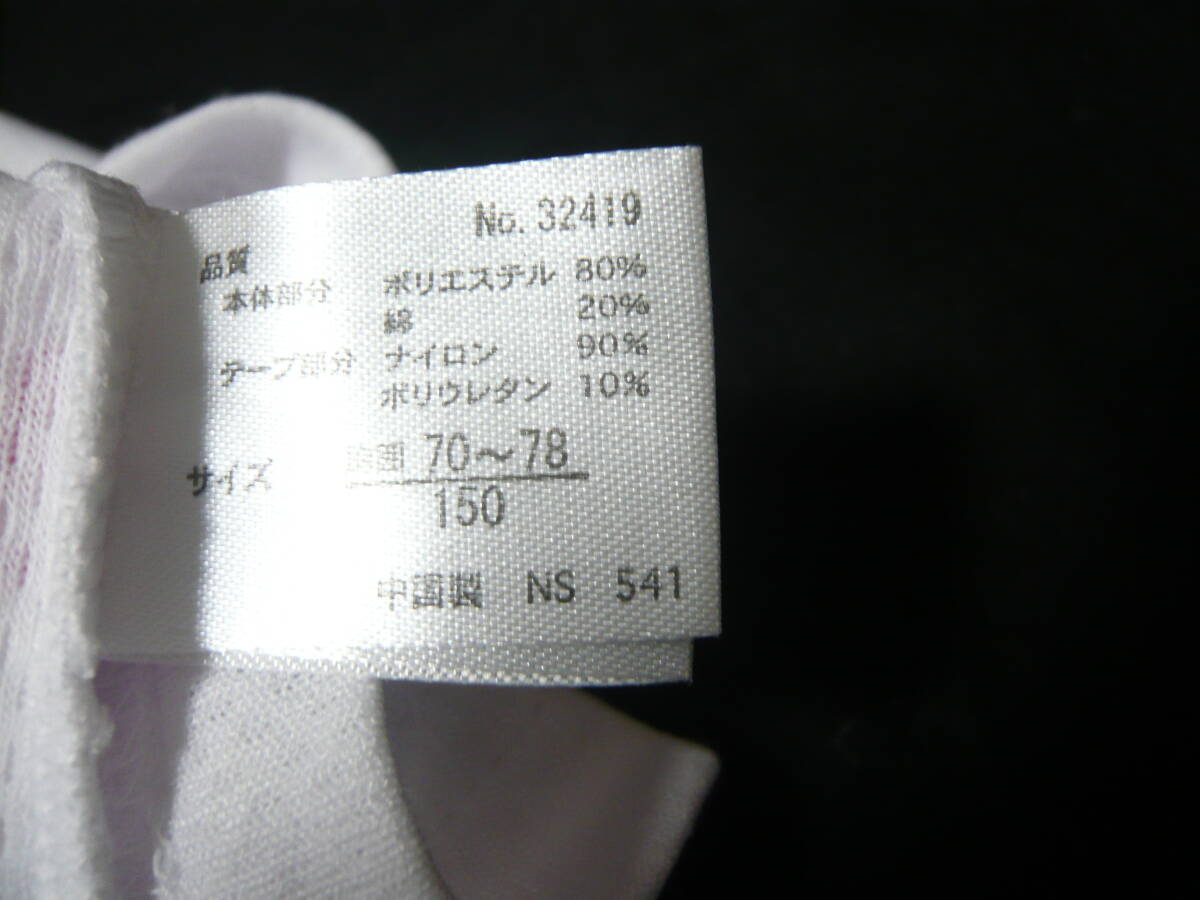 No. 32419
品質
本体部分 ポリエステル 80%
綿 20%
テープ部分 ナイロン 90%
ポリウレタン 10%
サイズ 胸囲 70～78
150
中国製 NS 541